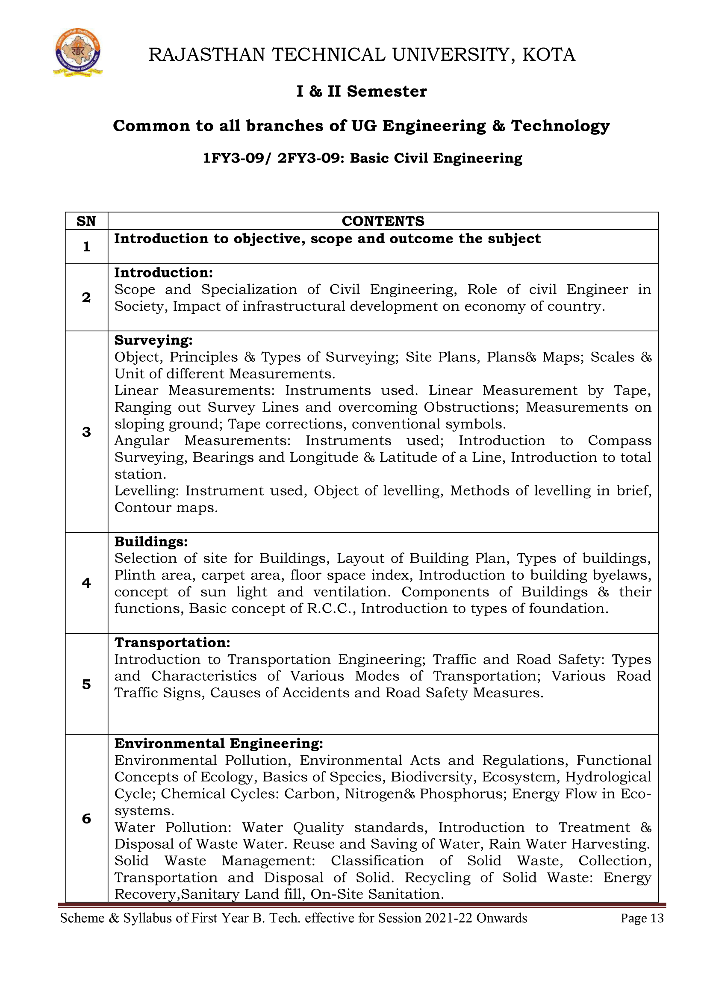 RAJASTHAN TECHNICAL UNIVERSITY, KOTA
I & II Semester
Common to all branches of UG Engineering & Technology
1FY3-09/ 2FY3-09: Basic Civil Engineering
SN CONTENTS
1 Introduction to objective, scope and outcome the subject
2 Introduction:
Scope and Specialization of Civil Engineering, Role of civil Engineer in
Society, Impact of infrastructural development on economy of country.
3 Surveying:
Object, Principles & Types of Surveying; Site Plans, Plans& Maps; Scales &
Unit of different Measurements.
Linear Measurements: Instruments used. Linear Measurement by Tape,
Ranging out Survey Lines and overcoming Obstructions; Measurements on
sloping ground; Tape corrections, conventional symbols.
Angular Measurements: Instruments used; Introduction to Compass
Surveying, Bearings and Longitude & Latitude of a Line, Introduction to total
station.
Levelling: Instrument used, Object of levelling, Methods of levelling in brief,
Contour maps.
4 Buildings:
Selection of site for Buildings, Layout of Building Plan, Types of buildings,
Plinth area, carpet area, floor space index, Introduction to building byelaws,
concept of sun light and ventilation. Components of Buildings & their
functions, Basic concept of R.C.C., Introduction to types of foundation.
5 Transportation:
Introduction to Transportation Engineering; Traffic and Road Safety: Types
and Characteristics of Various Modes of Transportation; Various Road
Traffic Signs, Causes of Accidents and Road Safety Measures.
6 Environmental Engineering:
Environmental Pollution, Environmental Acts and Regulations, Functional
Concepts of Ecology, Basics of Species, Biodiversity, Ecosystem, Hydrological
Cycle; Chemical Cycles: Carbon, Nitrogen& Phosphorus; Energy Flow in Eco-
systems.
Water Pollution: Water Quality standards, Introduction to Treatment &
Disposal of Waste Water. Reuse and Saving of Water, Rain Water Harvesting.
Solid Waste Management: Classification of Solid Waste, Collection,
Transportation and Disposal of Solid. Recycling of Solid Waste: Energy
Recovery,Sanitary Land fill, On-Site Sanitation.
Scheme & Syllabus of First Year B. Tech. effective for Session 2021-22 Onwards Page 13